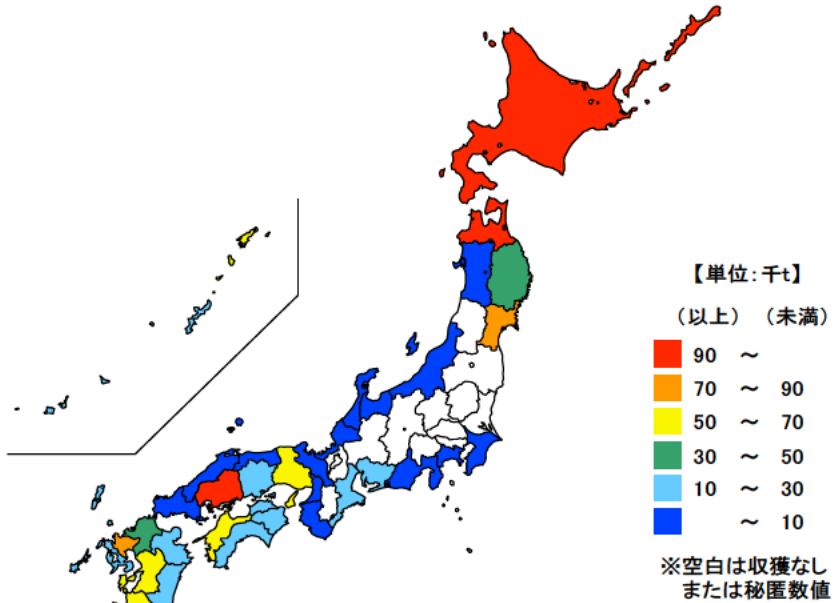 【単位:千t】
(以上) (未満)
90 ～
70 ～ 90
50 ～ 70
30 ～ 50
10 ～ 30
～ 10
※空白は収獲なし
または秘匿数値